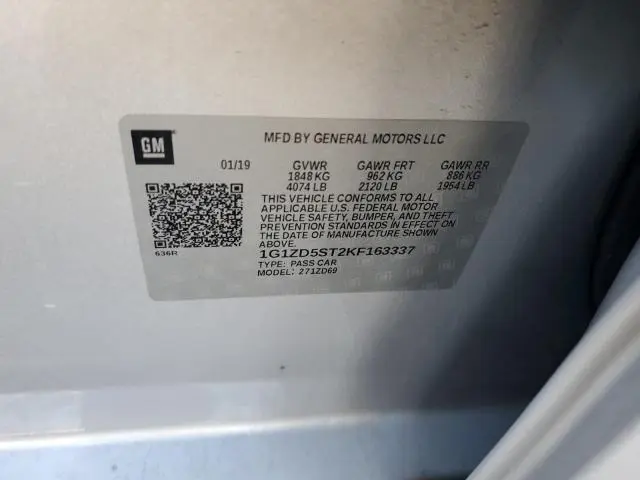 GM
MFD BY GENERAL MOTORS LLC
01/19 GVWR GAWR FRT GAWR RR
1848 KG 962 KG 886 KG
4074 LB 2120 LB 1954 LB
THIS VEHICLE CONFORMS TO ALL
APPLICABLE U.S. FEDERAL MOTOR
VEHICLE SAFETY, BUMPER, AND THEFT
PREVENTION STANDARDS IN EFFECT ON
THE DATE OF MANUFACTURE SHOWN
ABOVE.
636R
1G1ZD5ST2KF163337
TYPE: PASS CAR
MODEL: 271ZD69